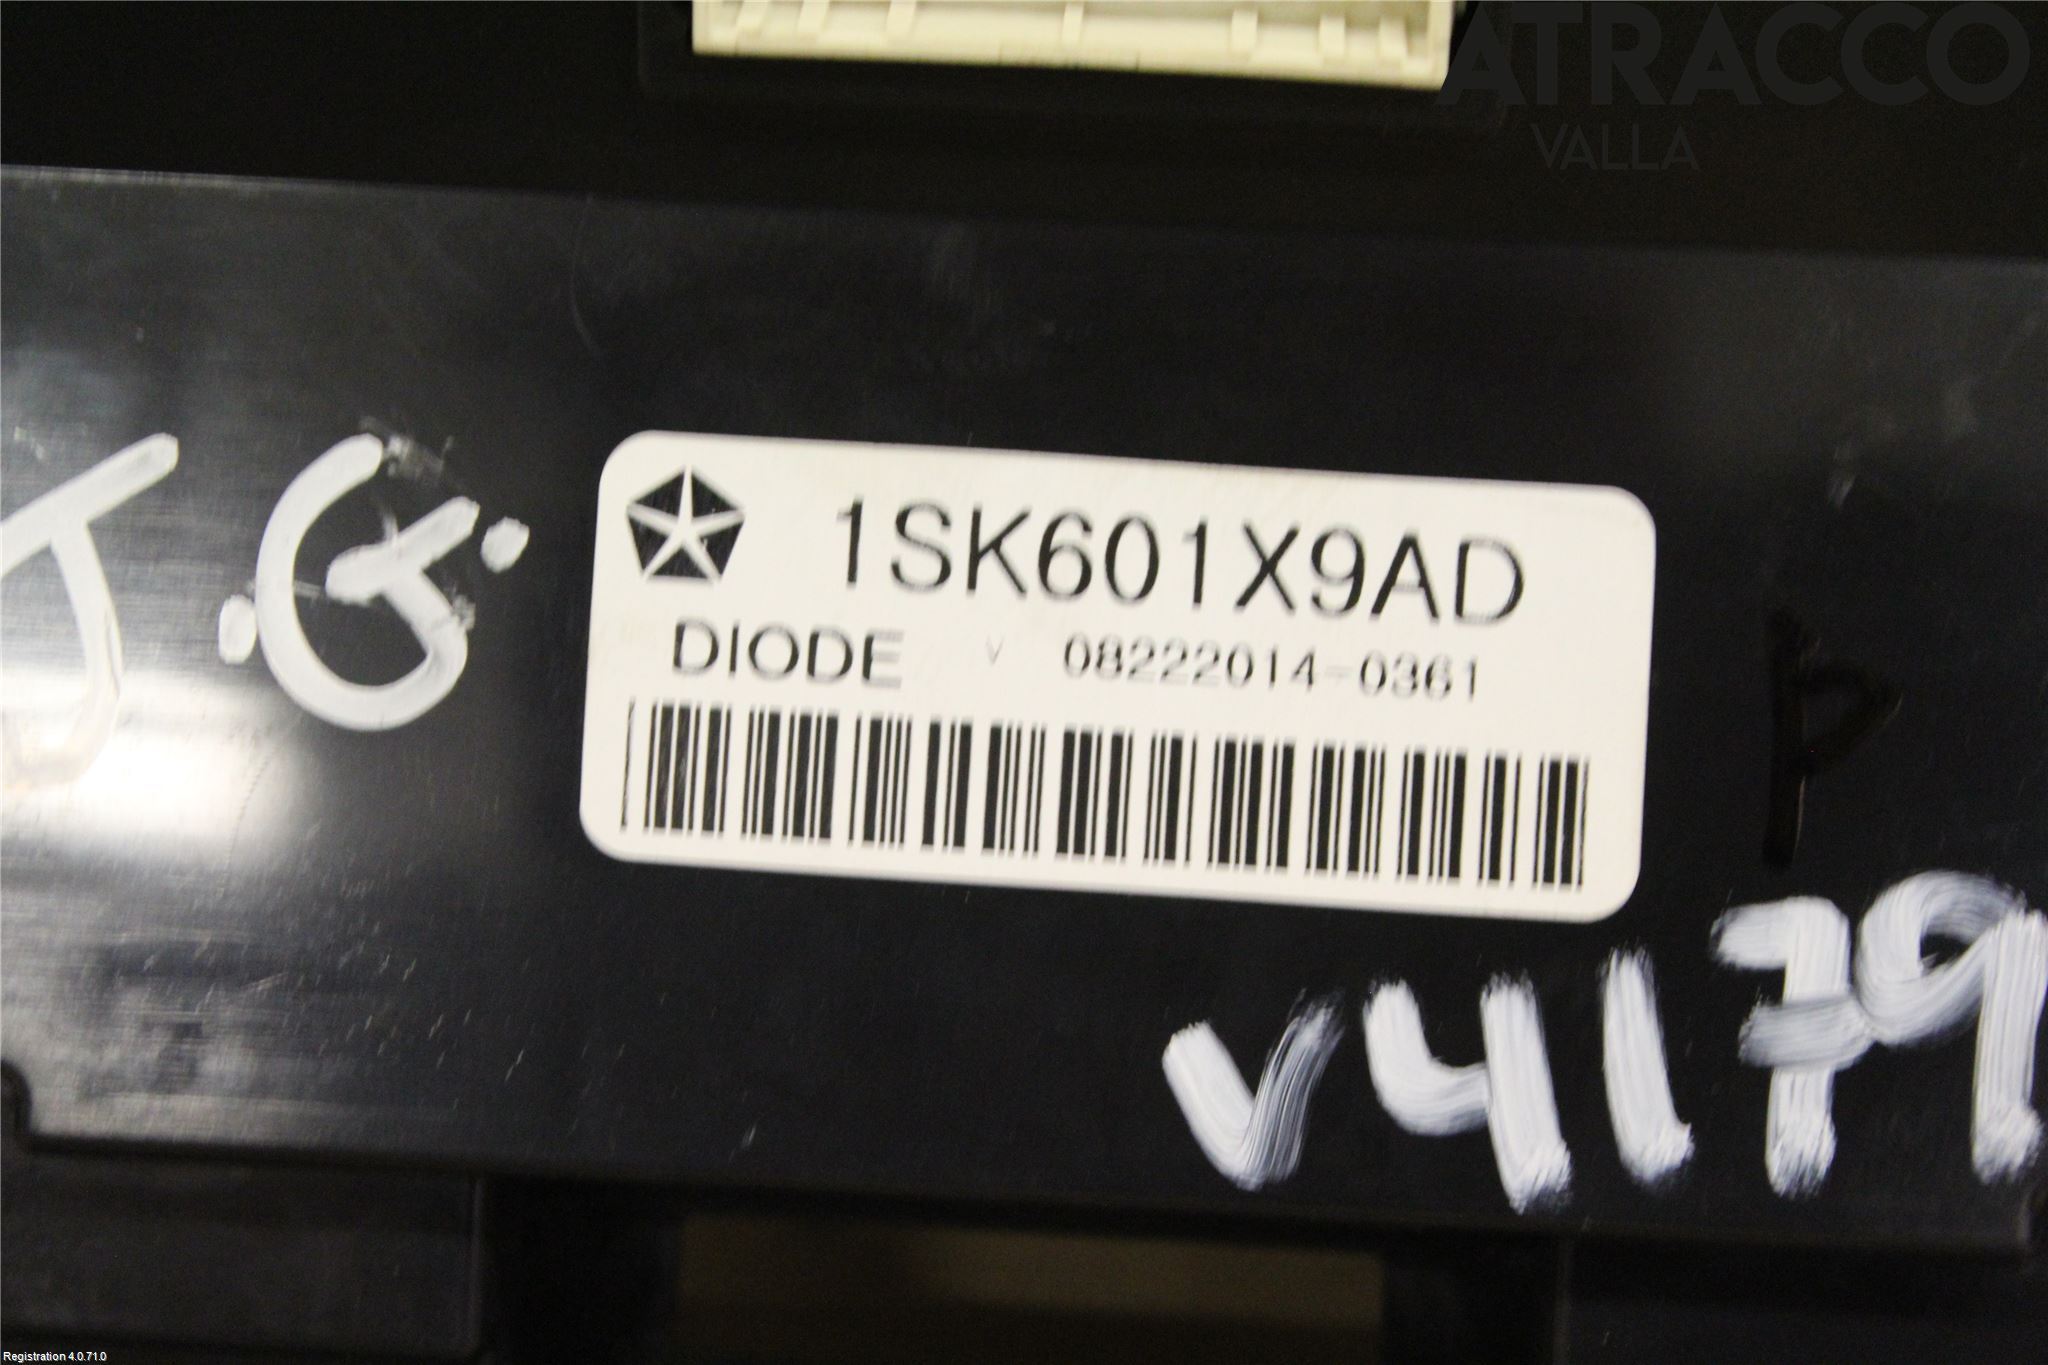 ATRACCO
VALLA
J.G.
1SK601X9AD
DIODE V 08222014-0361
P
V4179
Registration 4.0.71.0